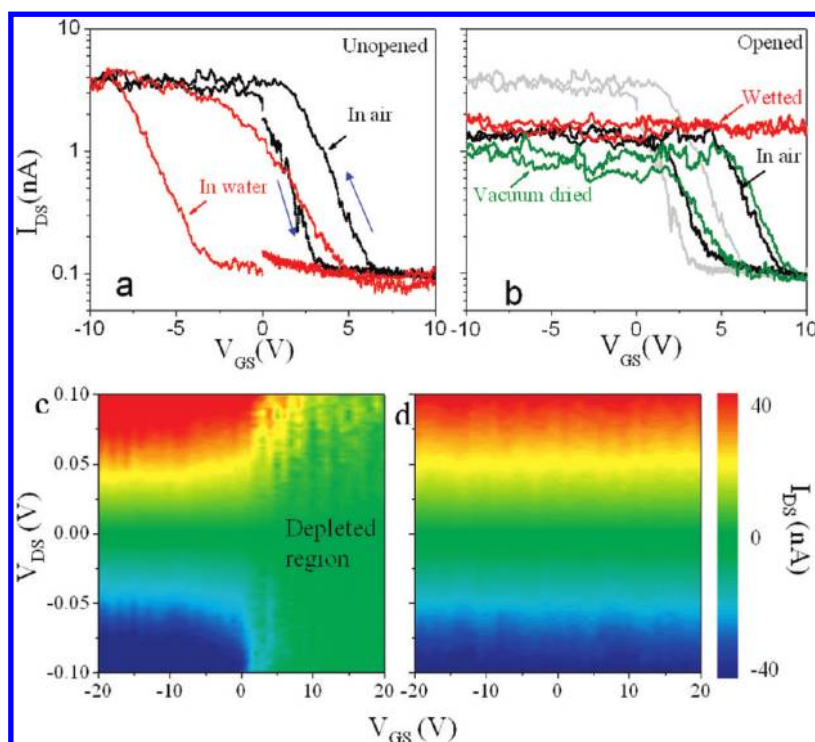 10
1
0.1
I_DS(nA)
Unopened
In air
In water
a
-10 -5 0 5 10
V_GS(V)
Opened
Wetted
In air
Vacuum dried
b
-10 -5 0 5 10
V_GS(V)
c
0.10
0.05
0.00
-0.05
-0.10
V_DS (V)
Depleted
region
-20 -10 0 10 20
d
-20 -10 0 10 20
V_GS (V)
40
0
-40
I_DS (nA)